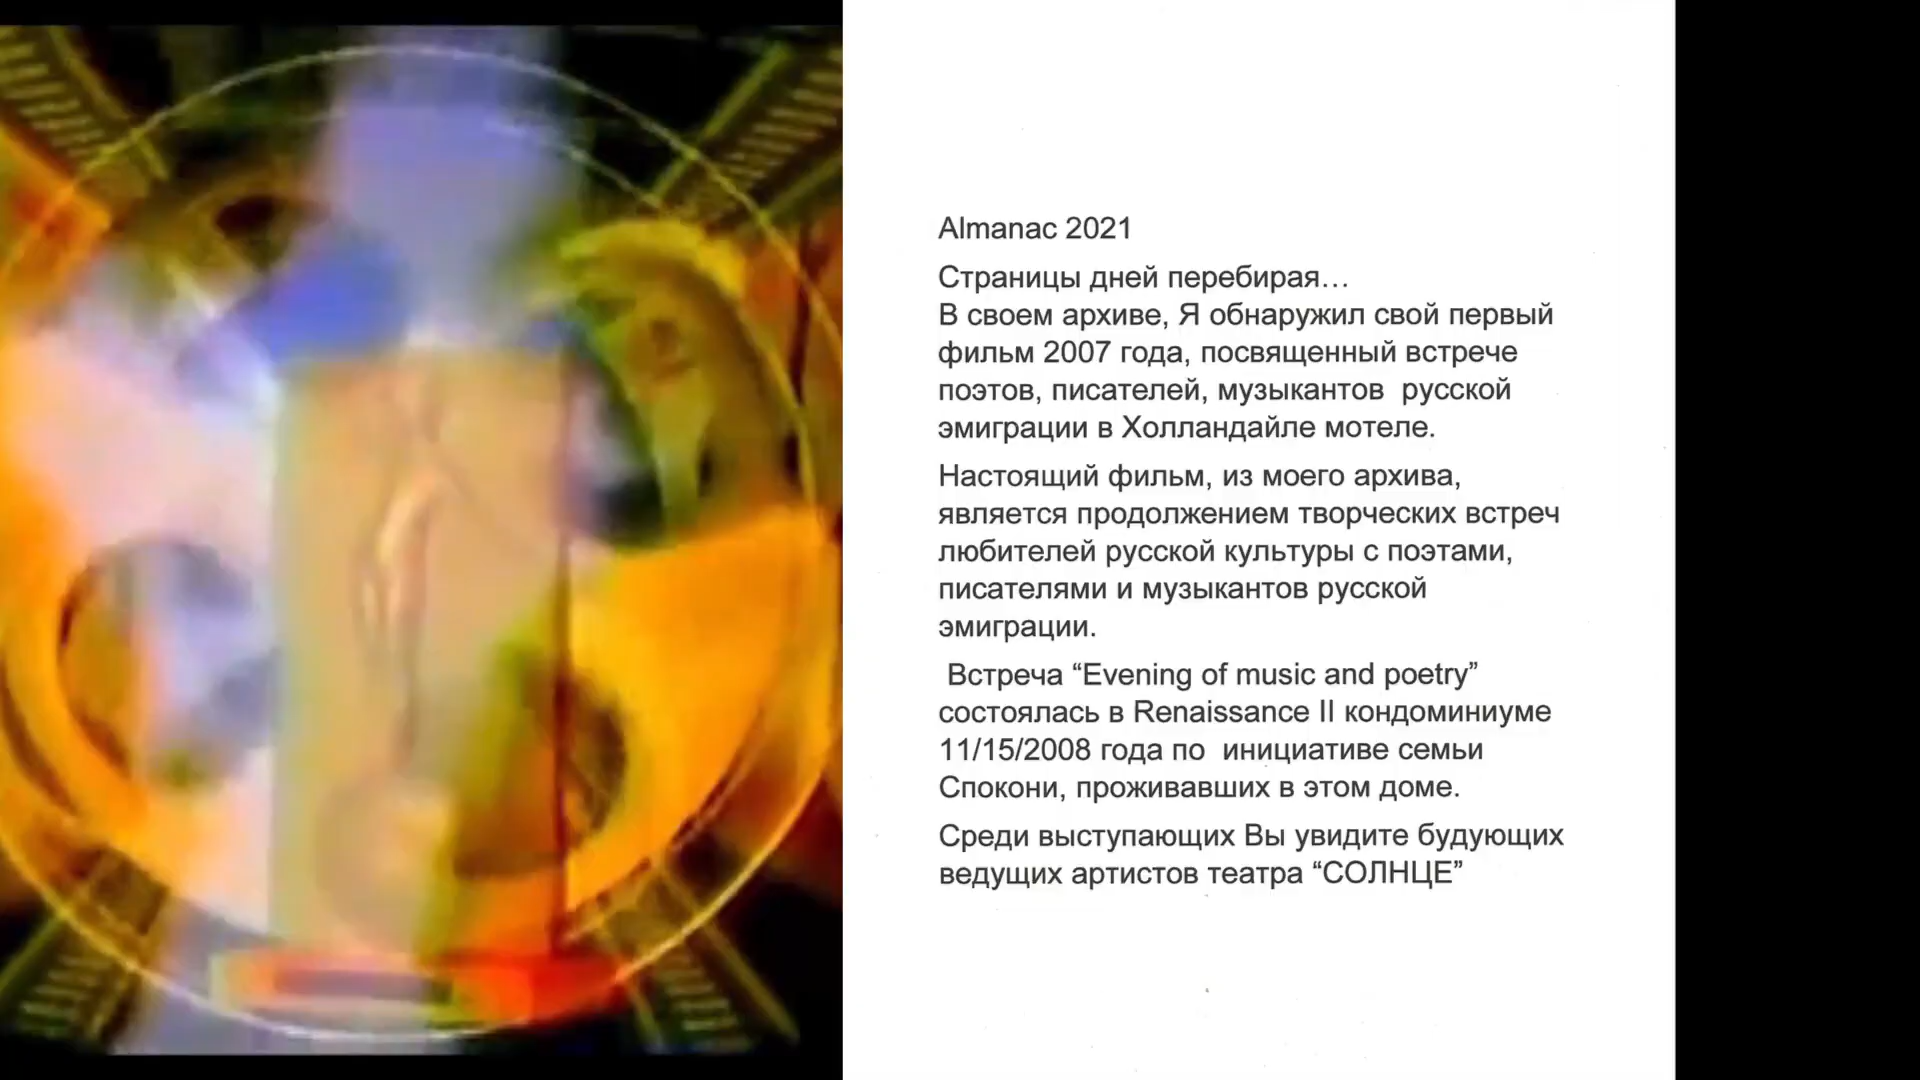 Almanac 2021
Страницы дней перебирая…
В своем архиве, Я обнаружил свой первый
фильм 2007 года, посвященный встрече
поэтов, писателей, музыкантов  русской
эмиграции в Холландайле мотеле.
Настоящий фильм, из моего архива,
является продолжением творческих встреч
любителей русской культуры с поэтами,
писателями и музыкантов русской
эмиграции.
Встреча “Evening of music and poetry”
состоялась в Renaissance II кондоминиуме
11/15/2008 года по  инициативе семьи
Спокони, проживавших в этом доме.
Среди выступающих Вы увидите будующих
ведущих артистов театра “СОЛНЦЕ”